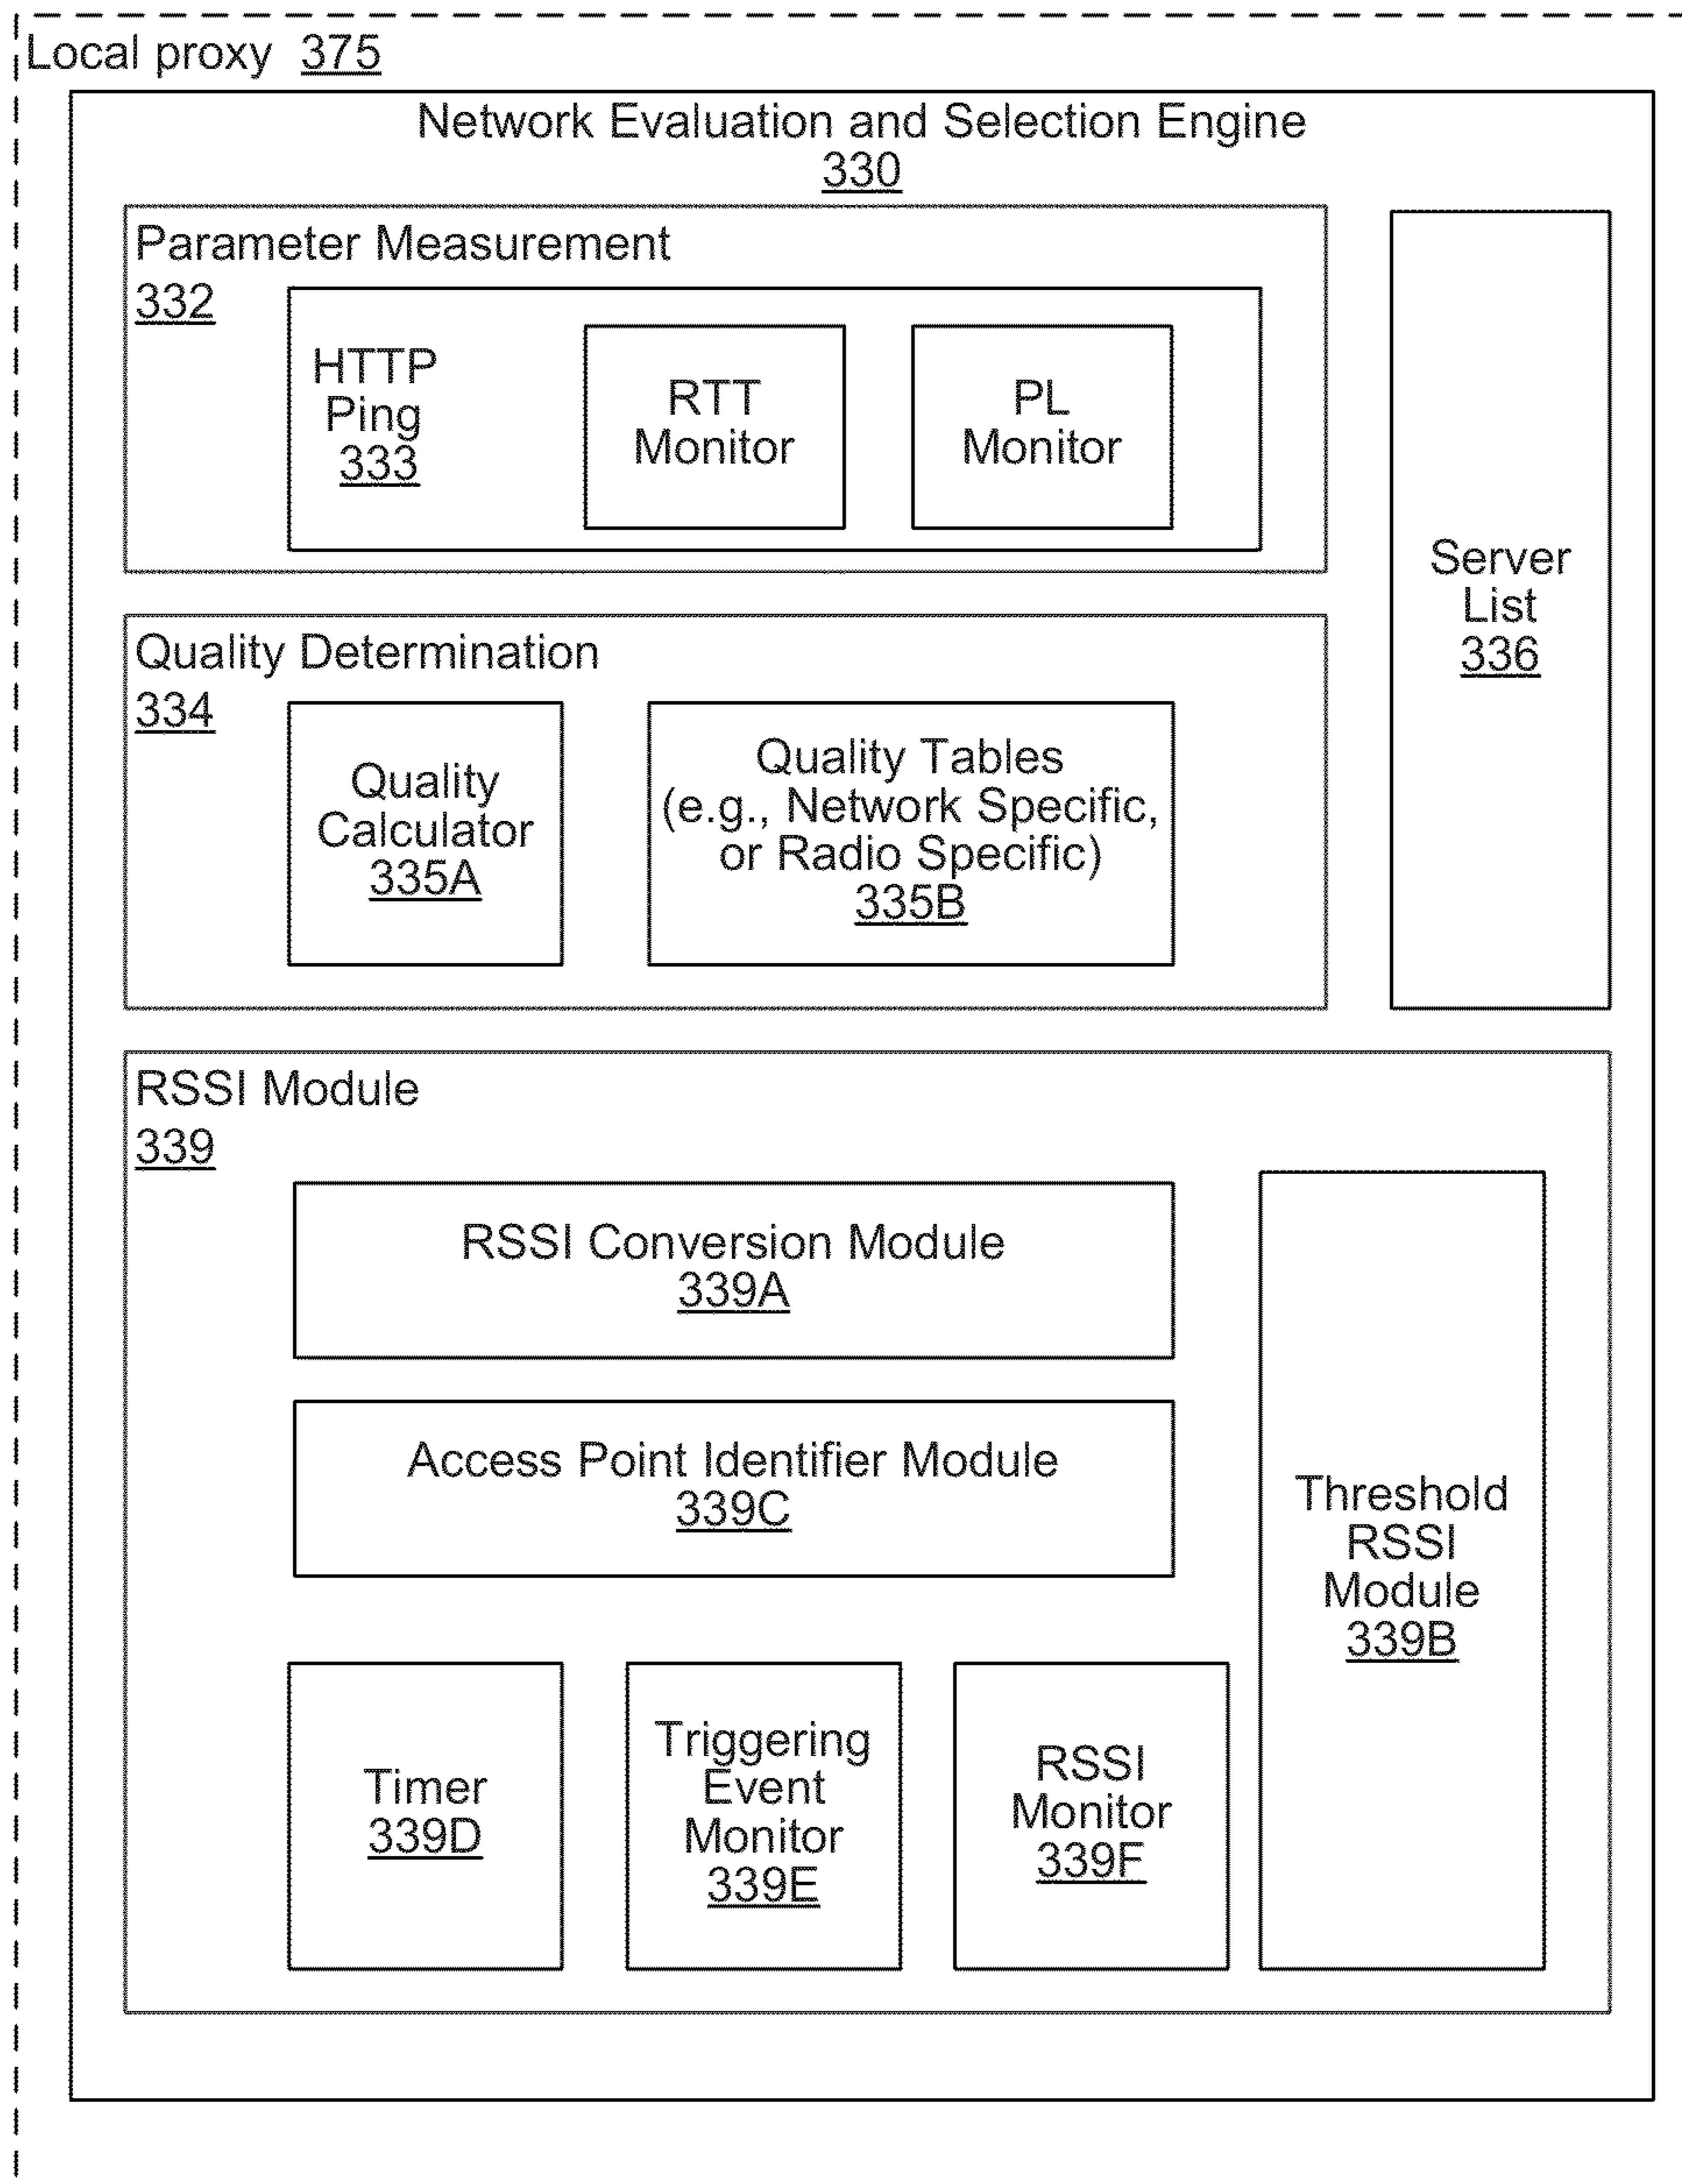 Local proxy 375
Network Evaluation and Selection Engine
330
Parameter Measurement
332
HTTP
Ping
333
RTT
Monitor
PL
Monitor
Server
List
336
Quality Determination
334
Quality
Calculator
335A
Quality Tables
(e.g., Network Specific,
or Radio Specific)
335B
RSSI Module
339
RSSI Conversion Module
339A
Access Point Identifier Module
339C
Threshold
RSSI
Module
339B
Timer
339D
Triggering
Event
Monitor
339E
RSSI
Monitor
339F